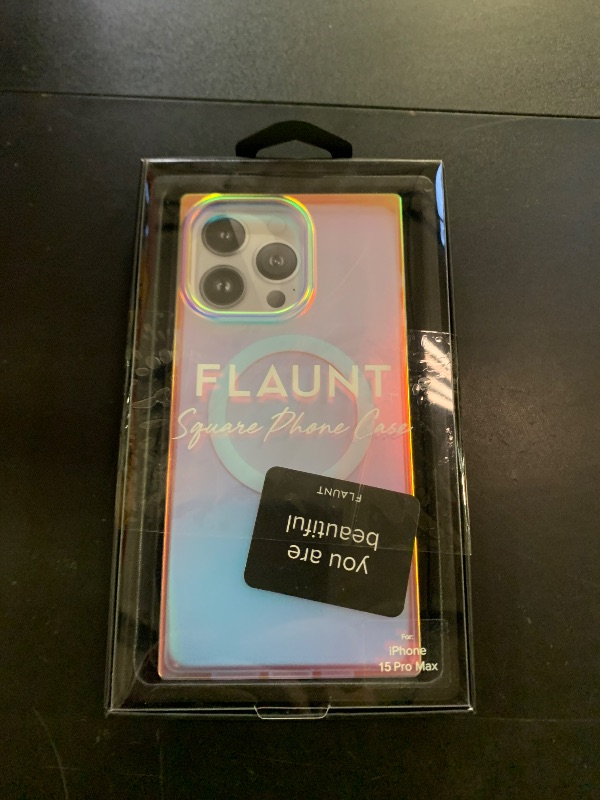 FLAUNT
Square Phone Case
you are
beautiful
FLAUNT
For:
iPhone
15 Pro Max